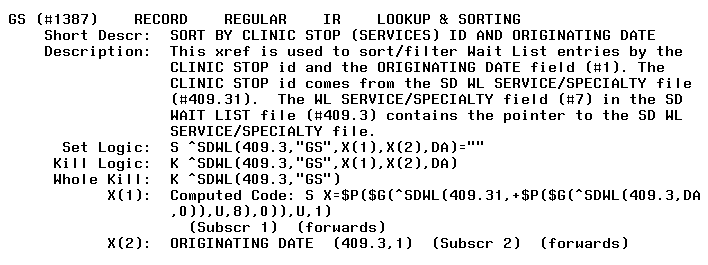 GS (#1387)    RECORD    REGULAR    IR    LOOKUP & SORTING
Short Descr:  SORT BY CLINIC STOP (SERVICES) ID AND ORIGINATING DATE
Description:  This xref is used to sort/filter Wait List entries by the
CLINIC STOP id and the ORIGINATING DATE field (#1). The
CLINIC STOP id comes from the SD WL SERVICE/SPECIALTY file
(#409.31).  The WL SERVICE/SPECIALTY field (#7) in the SD
WAIT LIST file (#409.3) contains the pointer to the SD WL
SERVICE/SPECIALTY file.
Set Logic:  S ^SDWL(409.3,"GS",X(1),X(2),DA)=""
Kill Logic:  K ^SDWL(409.3,"GS",X(1),X(2),DA)
Whole Kill:  K ^SDWL(409.3,"GS")
X(1):  Computed Code: S X=$P($G(^SDWL(409.31,+$P($G(^SDWL(409.3,DA
,0)),U,8),0)),U,1)
(Subscr 1)  (forwards)
X(2):  ORIGINATING DATE  (409.3,1)  (Subscr 2)  (forwards)